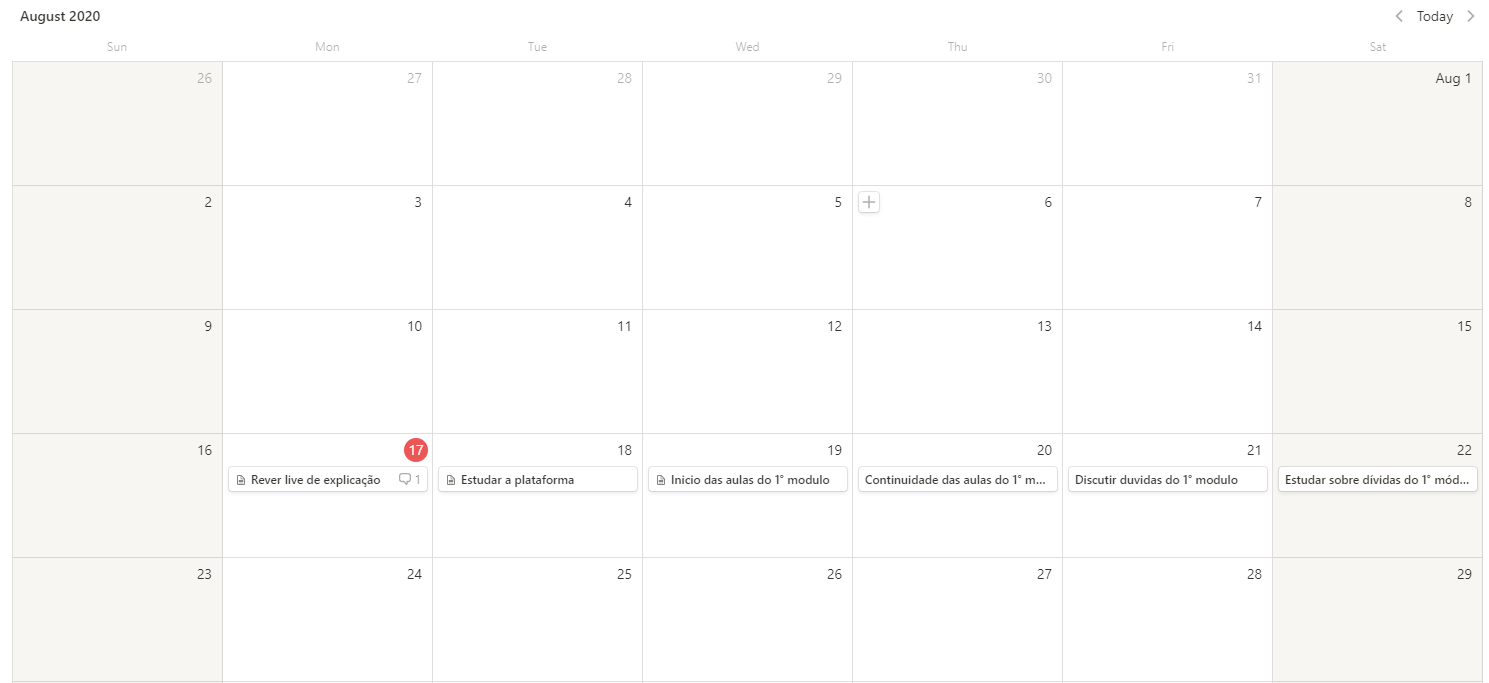 August 2020
Today
Sun Mon Tue Wed Thu Fri Sat
26 27 28 29 30 31 Aug 1
2 3 4 5 6 7 8
9 10 11 12 13 14 15
16 17 18 19 20 21 22
Rever live de explicação 1 Estudar a plataforma Início das aulas do 1° modulo Continuidade das aulas do 1° m... Discutir duvidas do 1° modulo Estudar sobre dívidas do 1° mód...
23 24 25 26 27 28 29